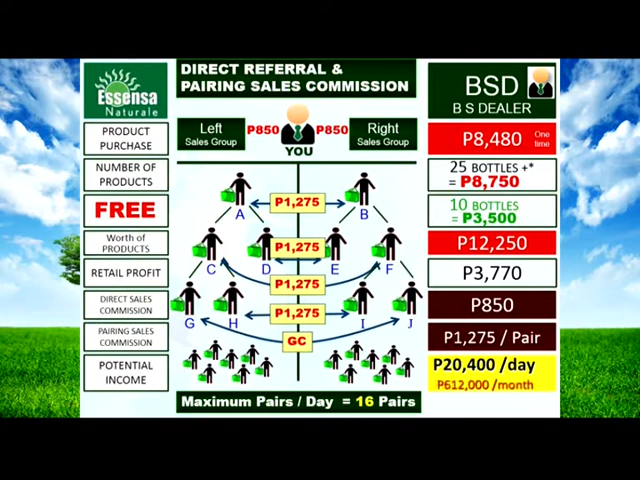 Essensa
Naturale
DIRECT REFERRAL &
PAIRING SALES COMMISSION
BSD
B S DEALER
PRODUCT
PURCHASE
Left
Sales Group
P850
P850
YOU
Right
Sales Group
P8,480 One
time
NUMBER OF
PRODUCTS
25 BOTTLES +*
= P8,750
FREE
A
P1,275
B
10 BOTTLES
= P3,500
Worth of
PRODUCTS
P1,275
P12,250
C
D
E
F
RETAIL PROFIT
P1,275
P3,770
DIRECT SALES
COMMISSION
P1,275
P850
G
H
I
J
PAIRING SALES
COMMISSION
GC
P1,275 / Pair
POTENTIAL
INCOME
P20,400 /day
P612,000 /month
Maximum Pairs / Day = 16 Pairs